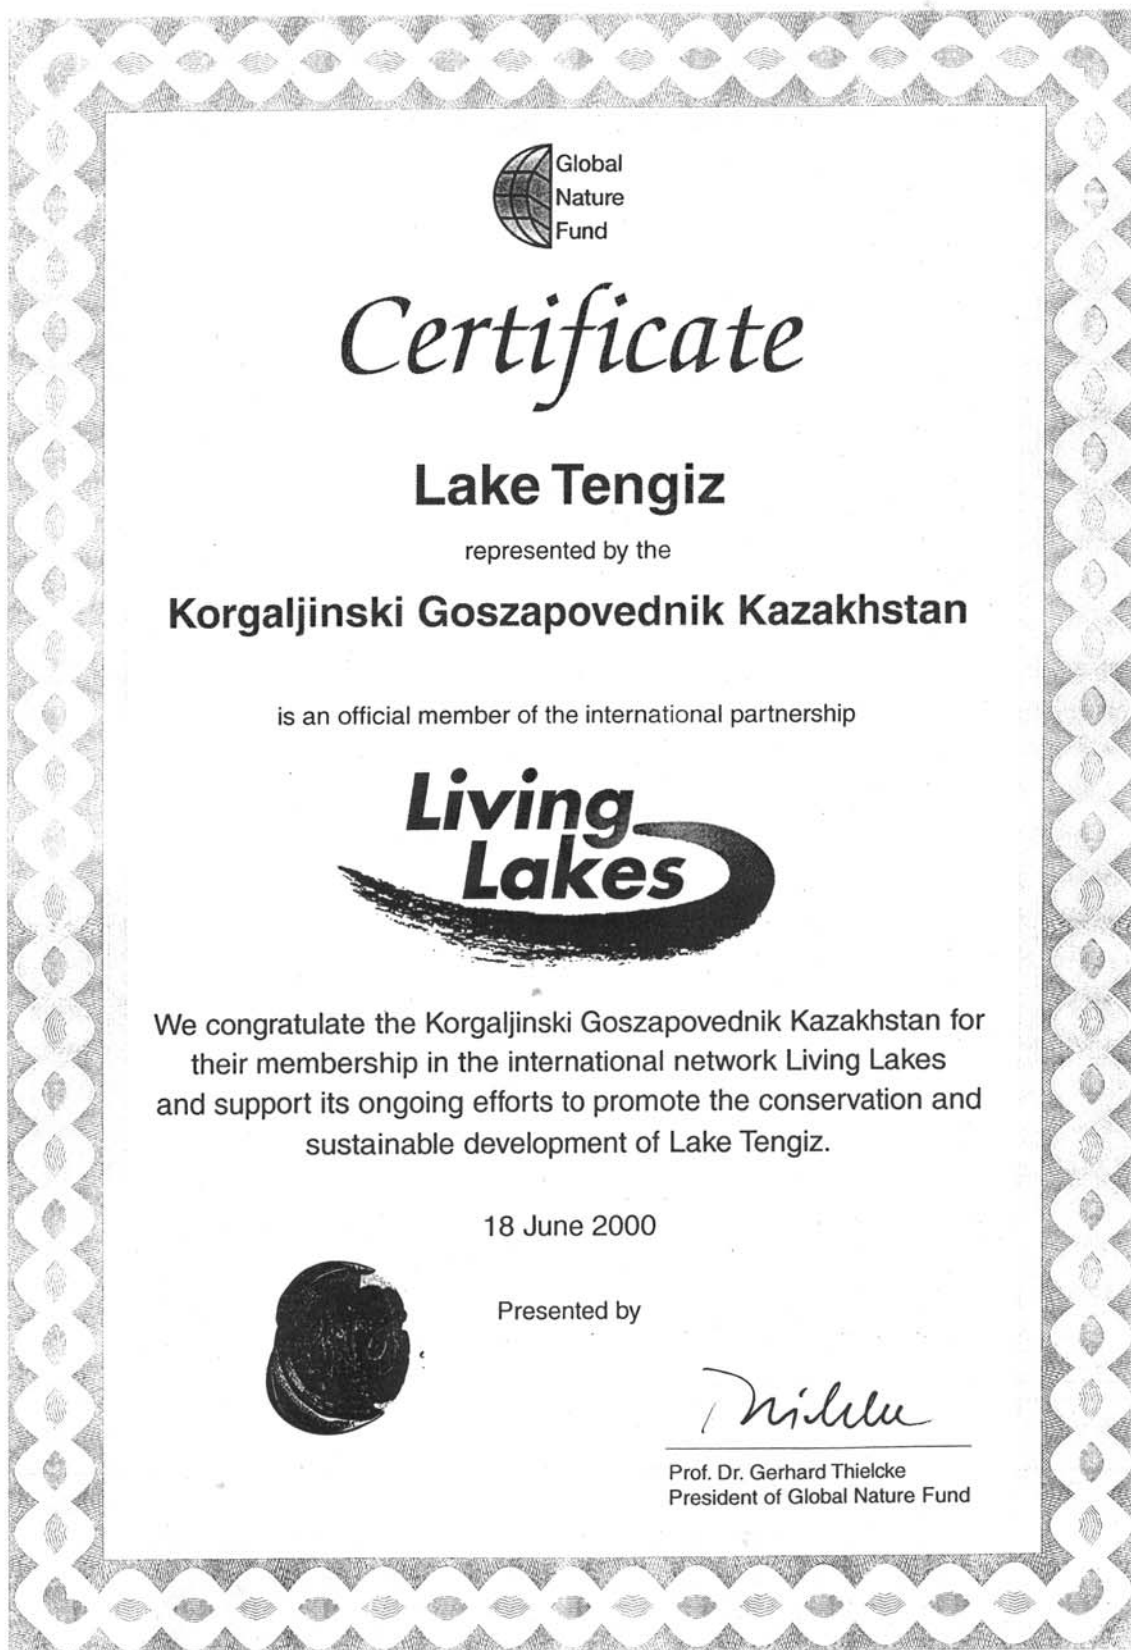 Global
Nature
Fund
Certificate
Lake Tengiz
represented by the
Korgaljinski Goszapovednik Kazakhstan
is an official member of the international partnership
Living
Lakes
We congratulate the Korgaljinski Goszapovednik Kazakhstan for
their membership in the international network Living Lakes
and support its ongoing efforts to promote the conservation and
sustainable development of Lake Tengiz.
18 June 2000
Presented by
Prof. Dr. Gerhard Thielcke
President of Global Nature Fund